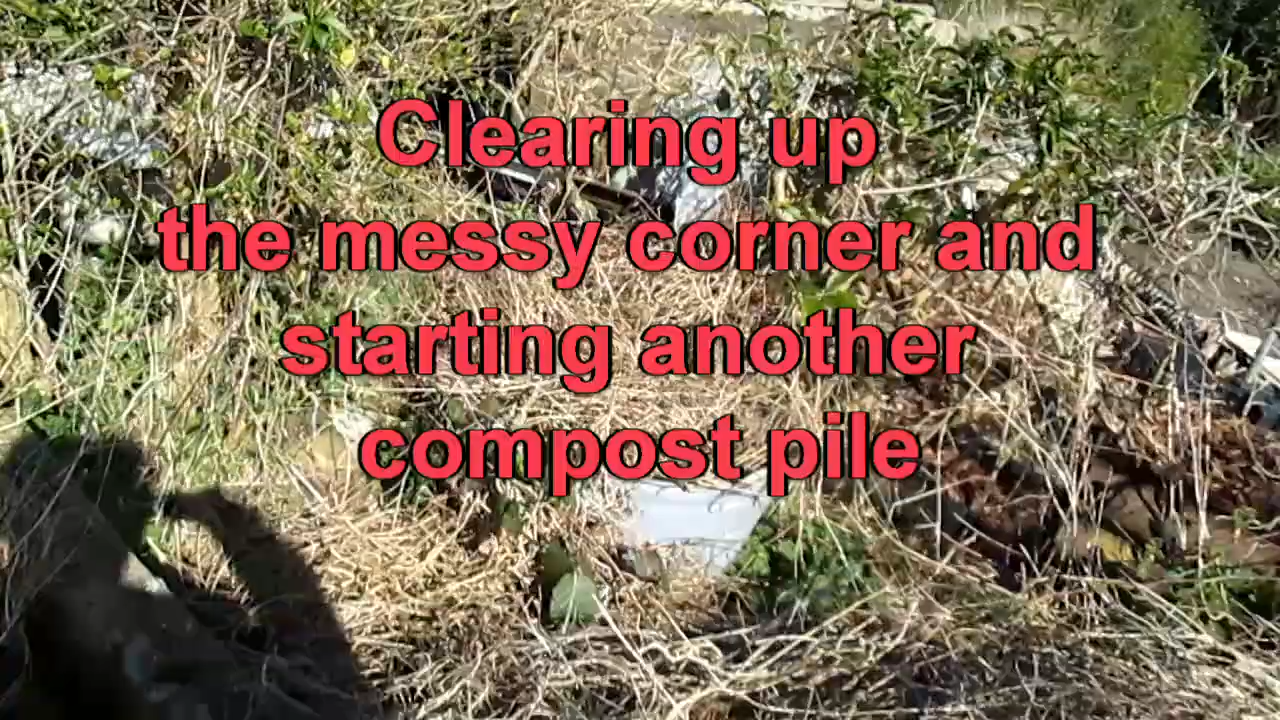 Clearing up
the messy corner and
starting another
compost pile